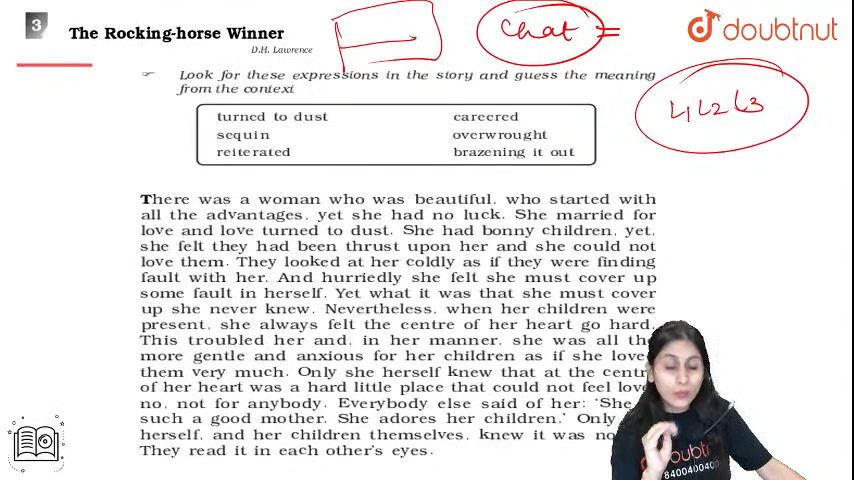 3
The Rocking-horse Winner
D.H. Lawrence
Chat =
doubtnut
L1 L2 L3
☞ Look for these expressions in the story and guess the meaning
from the context
turned to dust careered
sequin overwrought
reiterated brazening it out
There was a woman who was beautiful, who started with
all the advantages, yet she had no luck. She married for
love and love turned to dust. She had bonny children, yet,
she felt they had been thrust upon her and she could not
love them. They looked at her coldly as if they were finding
fault with her. And hurriedly she felt she must cover up
some fault in herself. Yet what it was that she must cover
up she never knew. Nevertheless, when her children were
present, she always felt the centre of her heart go hard.
This troubled her and, in her manner, she was all the
more gentle and anxious for her children as if she love
them very much. Only she herself knew that at the centr
of her heart was a hard little place that could not feel love
no, not for anybody. Everybody else said of her: 'She
such a good mother. She adores her children.' Only
herself, and her children themselves, knew it was no
They read it in each other's eyes.
doubtnut
8400400400